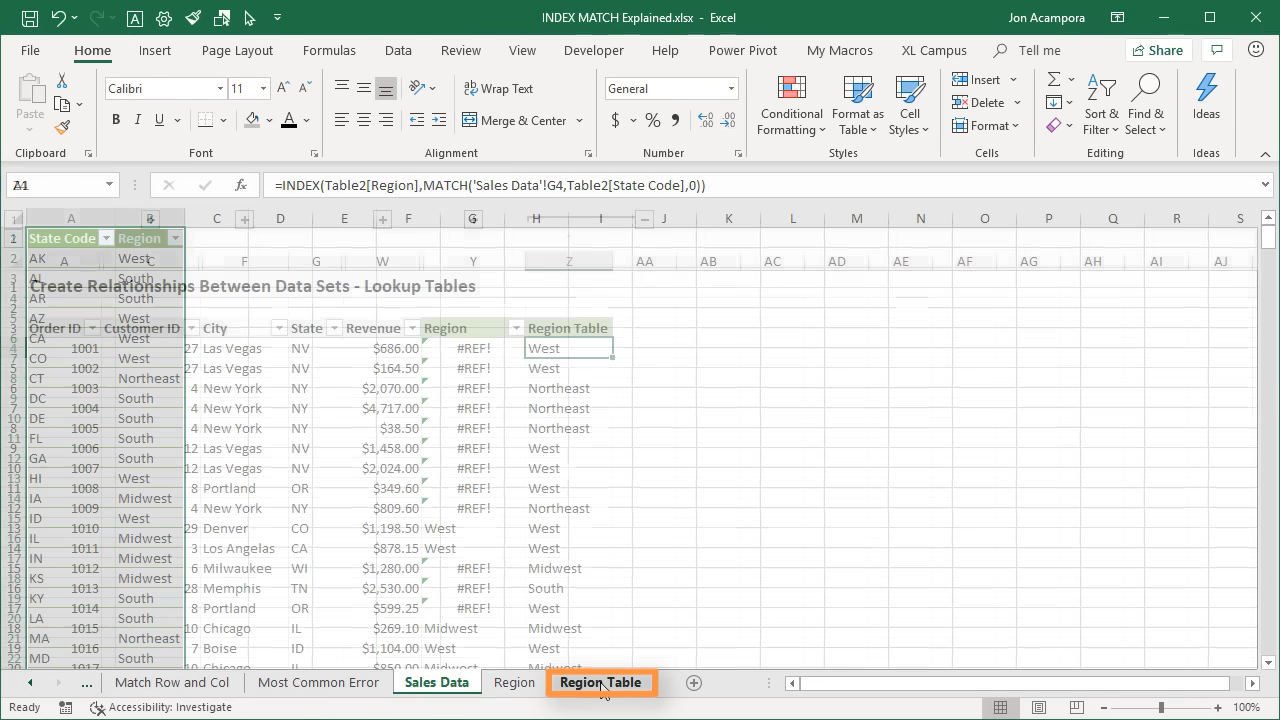 INDEX MATCH Explained.xlsx - Excel
Jon Acampora
File Home Insert Page Layout Formulas Data Review View Developer Help Power Pivot My Macros XL Campus Tell me Share
Paste
Calibri 11
B I U A
Wrap Text
Merge & Center
General
$ % ,
Conditional Formatting
Format as Table
Cell Styles
Insert
Delete
Format
Sort & Filter
Find & Select
Ideas
Clipboard Font Alignment Number Styles Cells Editing Ideas
=INDEX(Table2[Region],MATCH('Sales Data'!G4,Table2[State Code],0))
A B C D E F G H I J K L M N O P Q R S
State Code Region
A C F G W Y Z AA AB AC AD AE AF AG AH AI AJ
Create Relationships Between Data Sets - Lookup Tables
Order ID Customer ID City State Revenue Region Region Table
1001 27 Las Vegas NV $686.00 #REF! West
1002 27 Las Vegas NV $164.50 #REF! West
1003 4 New York NY $2,070.00 #REF! Northeast
1004 4 New York NY $4,717.00 #REF! Northeast
1005 4 New York NY $38.50 #REF! Northeast
1006 12 Las Vegas NV $1,458.00 #REF! West
1007 12 Las Vegas NV $2,024.00 #REF! West
1008 8 Portland OR $349.60 #REF! West
1009 4 New York NY $809.60 #REF! Northeast
1010 29 Denver CO $1,198.50 West West
1011 3 Los Angelas CA $878.15 West West
1012 6 Milwaukee WI $1,280.00 #REF! Midwest
1013 28 Memphis TN $2,530.00 #REF! South
1014 8 Portland OR $599.25 #REF! West
1015 10 Chicago IL $269.10 Midwest Midwest
1016 7 Boise ID $1,104.00 West West
1017 10 Chicago IL $850.00 Midwest Midwest
AK West
AL South
AR South
AZ West
CA West
CO West
CT Northeast
DC South
DE South
FL South
GA South
HI West
IA Midwest
ID West
IL Midwest
IN Midwest
KS Midwest
KY South
LA South
MA Northeast
MD South
... Match Row and Col Most Common Error Sales Data Region Region Table
Ready Accessibility: Investigate 100%